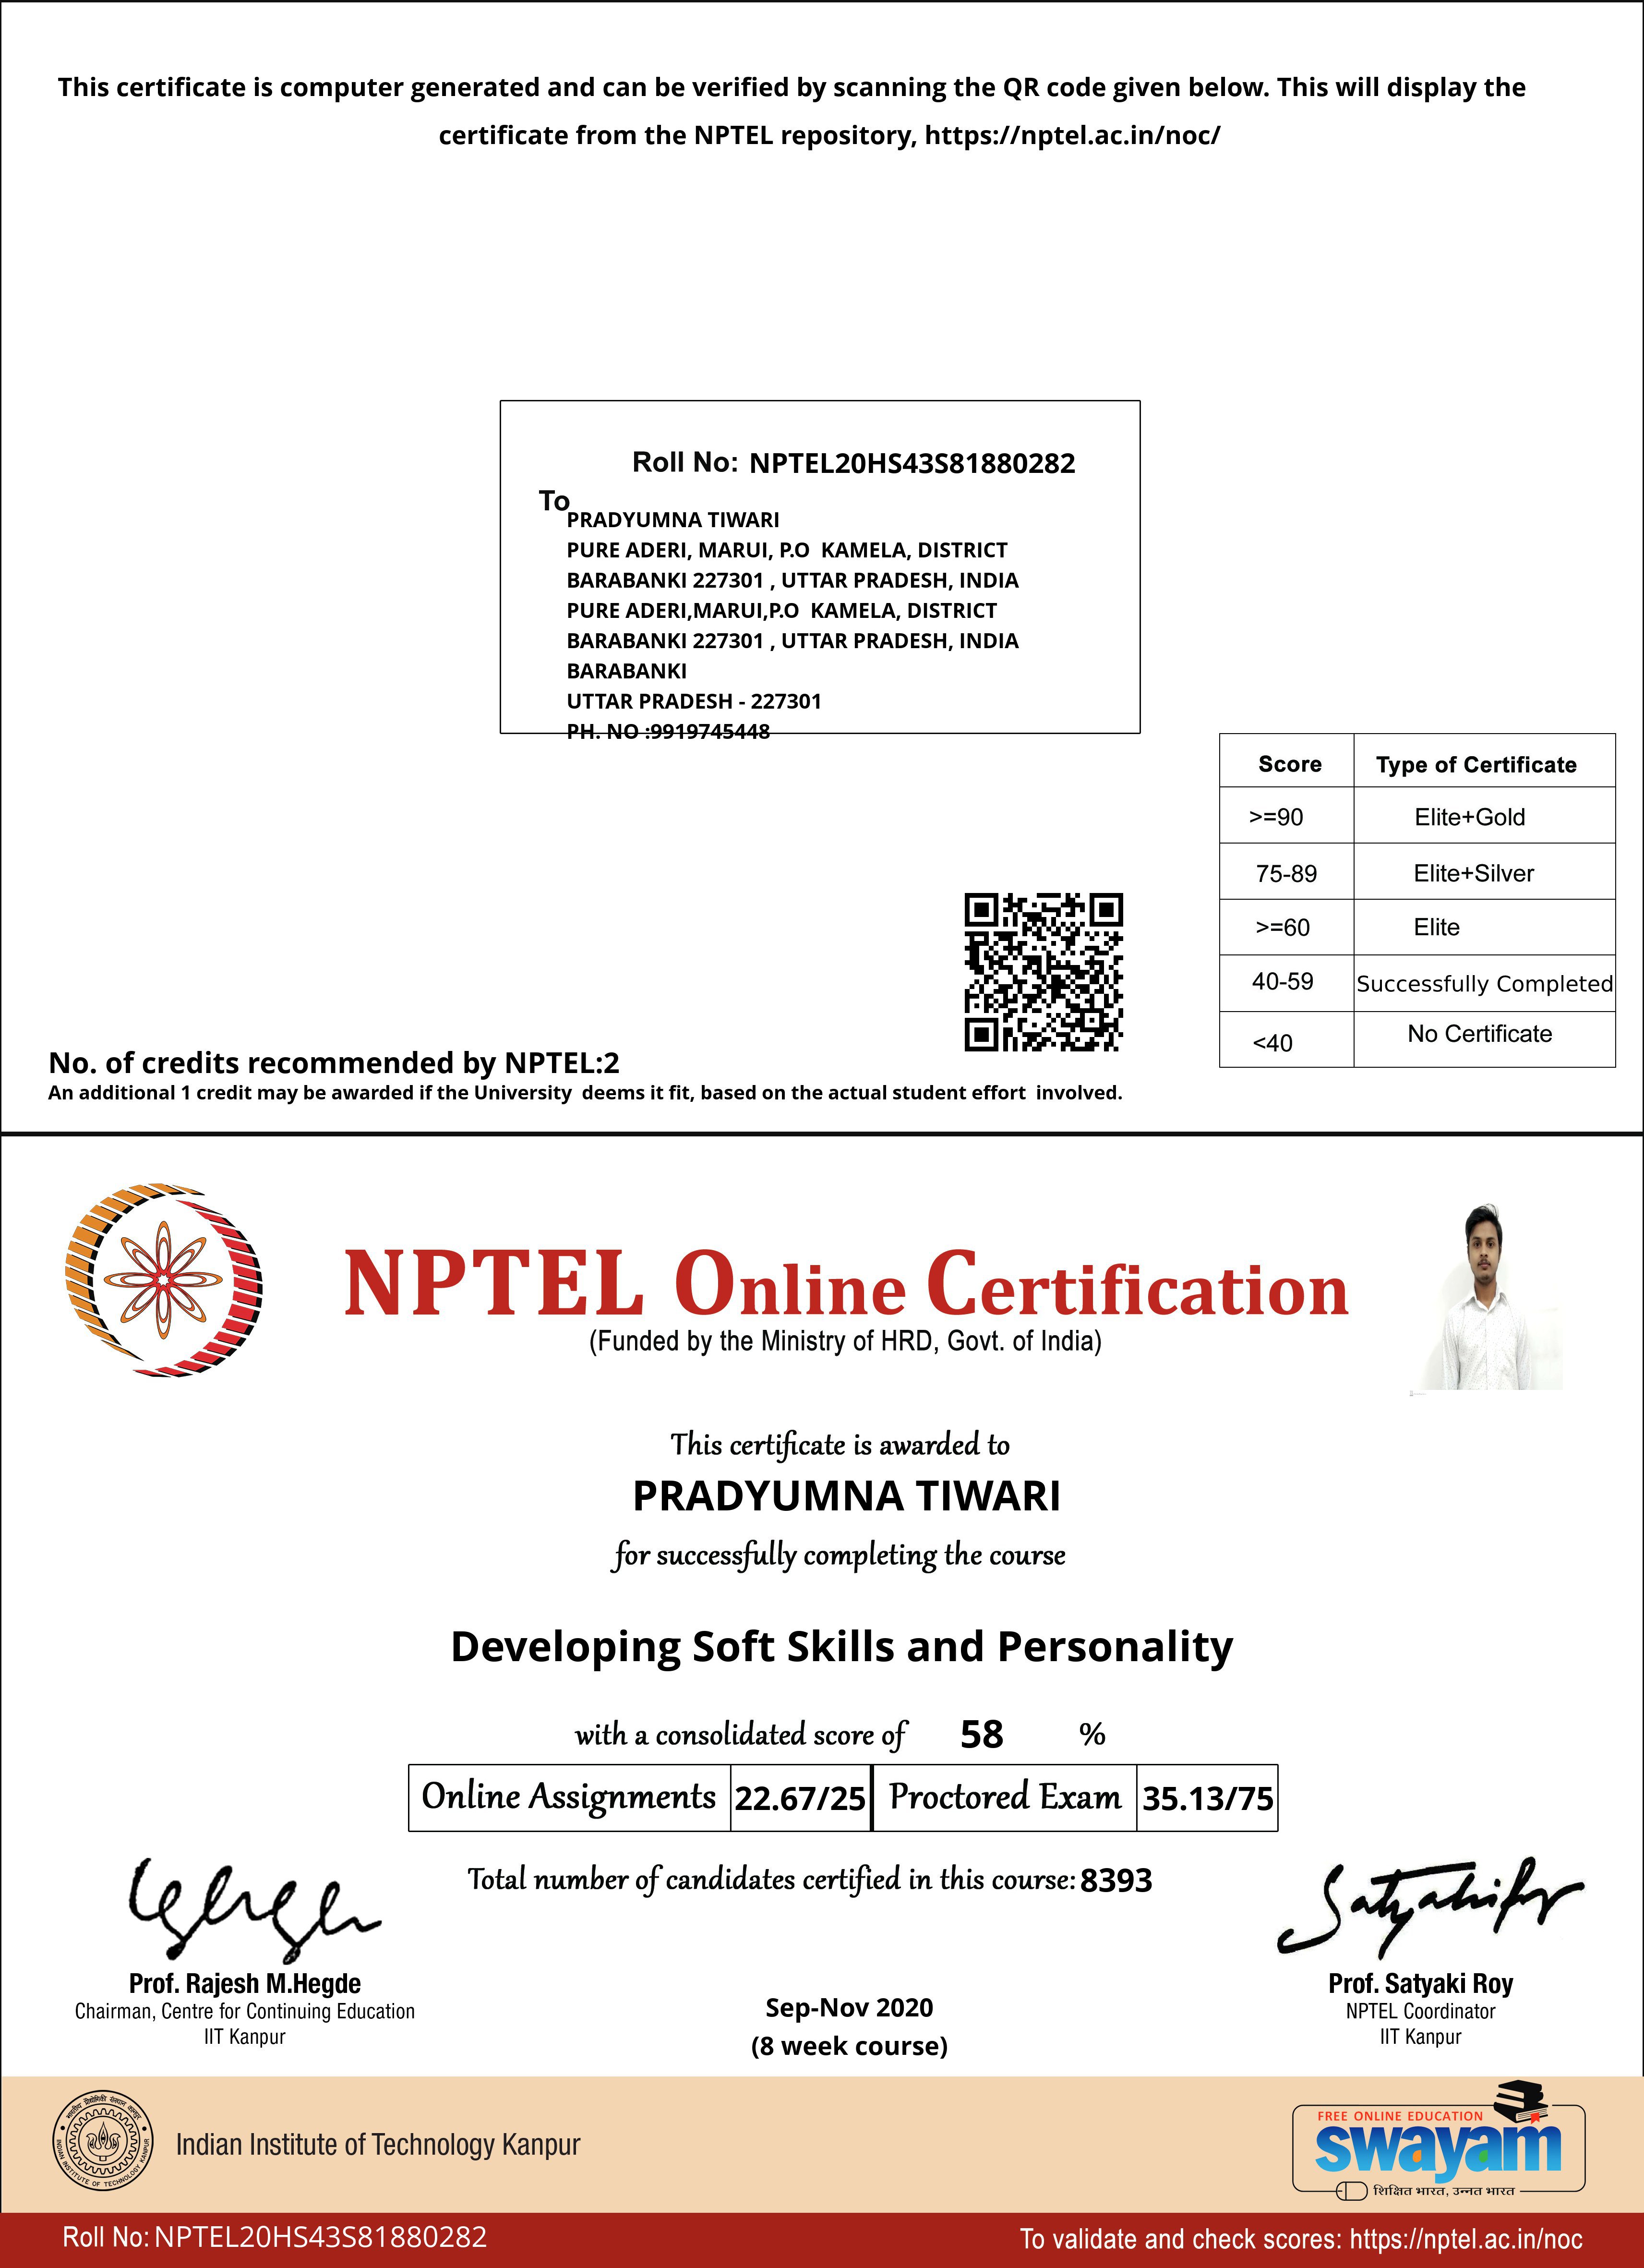 This certificate is computer generated and can be verified by scanning the QR code given below. This will display the
certificate from the NPTEL repository, https://nptel.ac.in/noc/
Roll No: NPTEL20HS43S81880282
To
PRADYUMNA TIWARI
PURE ADERI, MARUI, P.O  KAMELA, DISTRICT
BARABANKI 227301 , UTTAR PRADESH, INDIA
PURE ADERI,MARUI,P.O  KAMELA, DISTRICT
BARABANKI 227301 , UTTAR PRADESH, INDIA
BARABANKI
UTTAR PRADESH - 227301
PH. NO :9919745448
Score Type of Certificate
>=90 Elite+Gold
75-89 Elite+Silver
>=60 Elite
40-59 Successfully Completed
<40 No Certificate
No. of credits recommended by NPTEL:2
An additional 1 credit may be awarded if the University  deems it fit, based on the actual student effort  involved.
NPTEL Online Certification
(Funded by the Ministry of HRD, Govt. of India)
This certificate is awarded to
PRADYUMNA TIWARI
for successfully completing the course
Developing Soft Skills and Personality
with a consolidated score of 58 %
Online Assignments 22.67/25 Proctored Exam 35.13/75
Total number of candidates certified in this course: 8393
Prof. Rajesh M.Hegde
Chairman, Centre for Continuing Education
IIT Kanpur
Sep-Nov 2020
(8 week course)
Prof. Satyaki Roy
NPTEL Coordinator
IIT Kanpur
भारतीय प्रौद्योगिकी संस्थान कानपुर
INDIAN INSTITUTE OF TECHNOLOGY KANPUR
Indian Institute of Technology Kanpur
FREE ONLINE EDUCATION
swayam
शिक्षित भारत, उन्नत भारत
Roll No: NPTEL20HS43S81880282
To validate and check scores: https://nptel.ac.in/noc